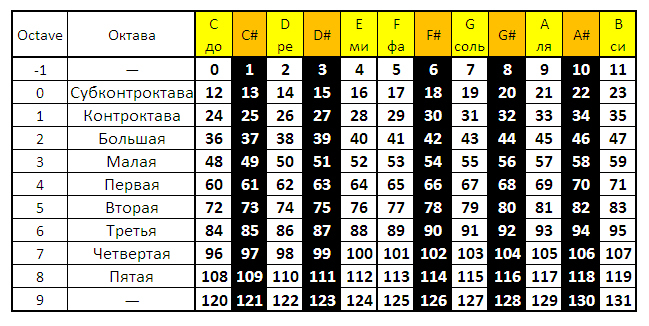 Octave Октава C до C# D ре D# E ми F фа F# G соль G# А ля A# B си
-1 — 0 1 2 3 4 5 6 7 8 9 10 11
0 Субконтроктава 12 13 14 15 16 17 18 19 20 21 22 23
1 Контроктава 24 25 26 27 28 29 30 31 32 33 34 35
2 Большая 36 37 38 39 40 41 42 43 44 45 46 47
3 Малая 48 49 50 51 52 53 54 55 56 57 58 59
4 Первая 60 61 62 63 64 65 66 67 68 69 70 71
5 Вторая 72 73 74 75 76 77 78 79 80 81 82 83
6 Третья 84 85 86 87 88 89 90 91 92 93 94 95
7 Четвертая 96 97 98 99 100 101 102 103 104 105 106 107
8 Пятая 108 109 110 111 112 113 114 115 116 117 118 119
9 — 120 121 122 123 124 125 126 127 128 129 130 131